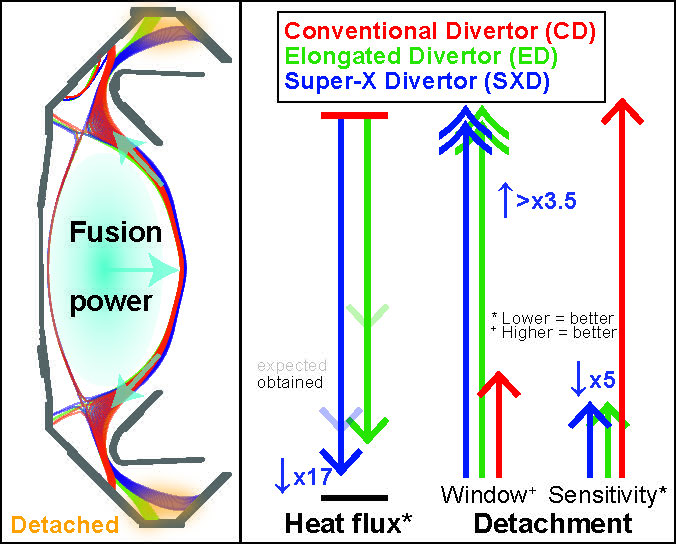 Fusion
power
Detached
Conventional Divertor (CD)
Elongated Divertor (ED)
Super-X Divertor (SXD)
↑>x3.5
* Lower = better
+ Higher = better
expected
obtained
↓x5
↓x17
Window+ Sensitivity*
Heat flux* Detachment